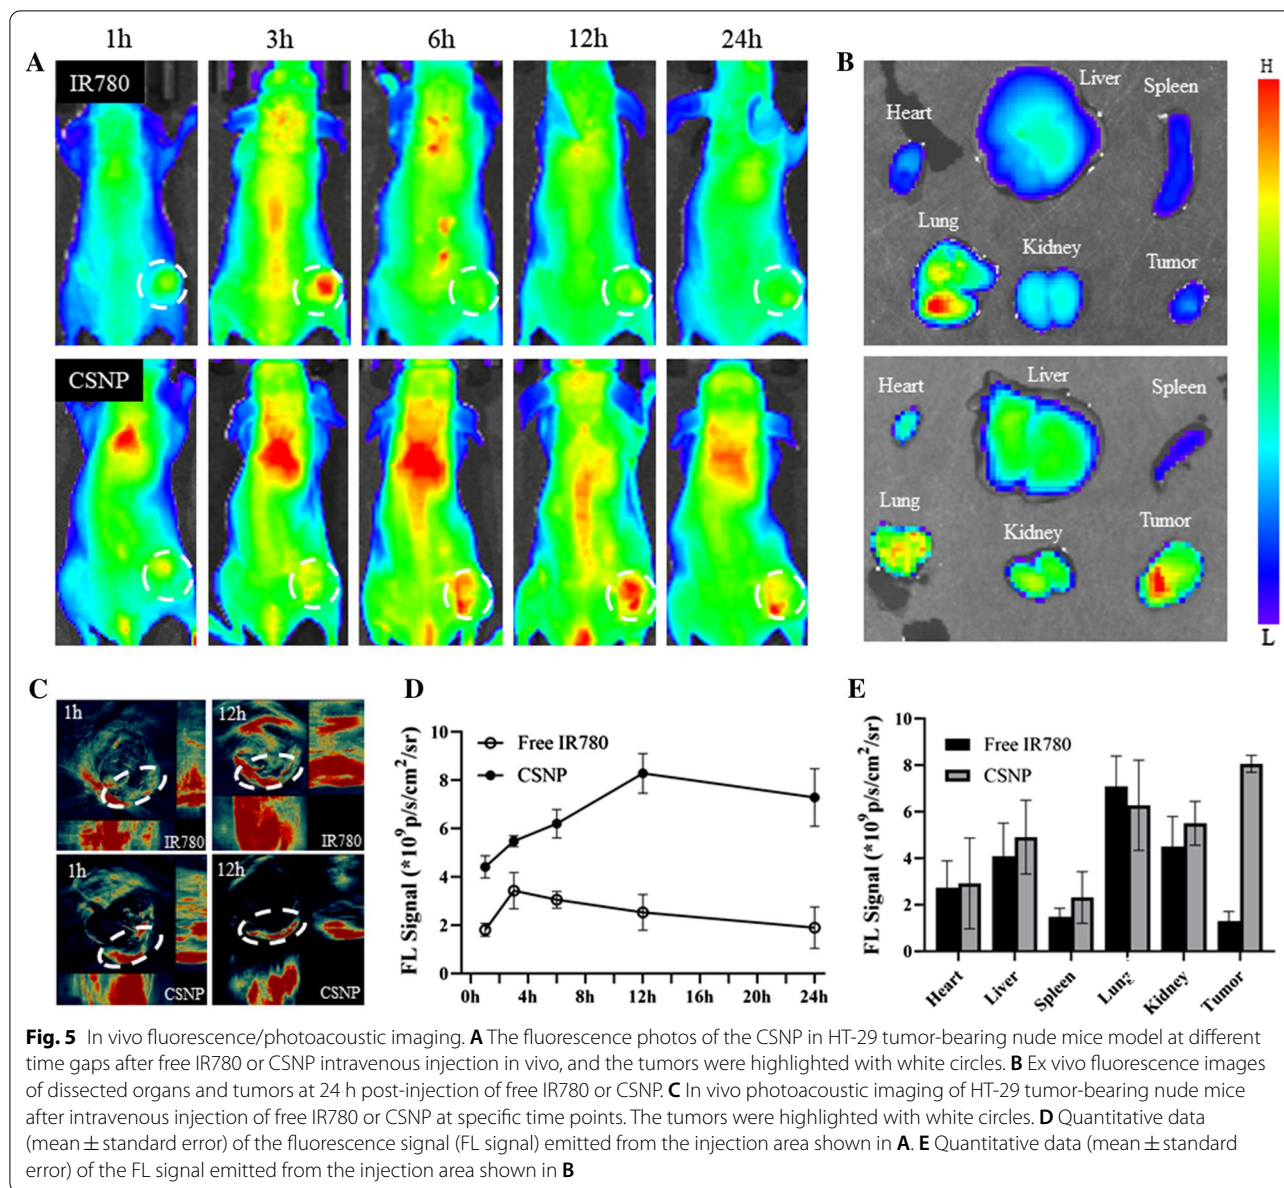 1h 3h 6h 12h 24h
A
IR780
CSNP
B
Heart
Liver
Spleen
Lung
Kidney
Tumor
Heart
Liver
Spleen
Lung
Kidney
Tumor
H
L
C
1h
IR780
12h
IR780
1h
CSNP
12h
CSNP
D
FL Signal (*10⁹p/s/cm²/sr)
10
8
6
4
2
0
Free IR780
CSNP
0h 4h 8h 12h 16h 20h 24h
E
FL Signal (*10⁹p/s/cm²/sr)
10
8
6
4
2
0
Free IR780
CSNP
Heart Liver Spleen Lung Kidney Tumor
Fig. 5 In vivo fluorescence/photoacoustic imaging. A The fluorescence photos of the CSNP in HT-29 tumor-bearing nude mice model at different
time gaps after free IR780 or CSNP intravenous injection in vivo, and the tumors were highlighted with white circles. B Ex vivo fluorescence images
of dissected organs and tumors at 24 h post-injection of free IR780 or CSNP. C In vivo photoacoustic imaging of HT-29 tumor-bearing nude mice
after intravenous injection of free IR780 or CSNP at specific time points. The tumors were highlighted with white circles. D Quantitative data
(mean ± standard error) of the fluorescence signal (FL signal) emitted from the injection area shown in A. E Quantitative data (mean ± standard
error) of the FL signal emitted from the injection area shown in B